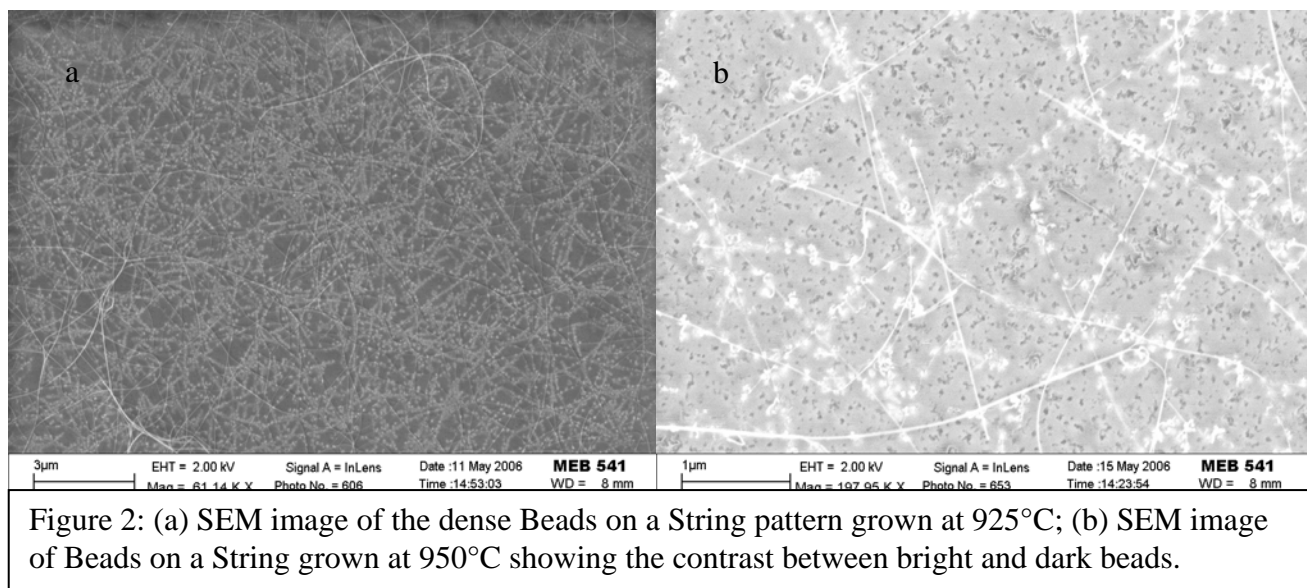 a
b
3µm
EHT = 2.00 kV
Signal A = InLens
Date :11 May 2006
MEB 541
Mag = 61.14 K X
Photo No. = 606
Time :14:53:03
WD = 8 mm
1µm
EHT = 2.00 kV
Signal A = InLens
Date :15 May 2006
MEB 541
Mag = 197.95 K X
Photo No. = 653
Time :14:23:54
WD = 8 mm
Figure 2: (a) SEM image of the dense Beads on a String pattern grown at 925°C; (b) SEM image
of Beads on a String grown at 950°C showing the contrast between bright and dark beads.